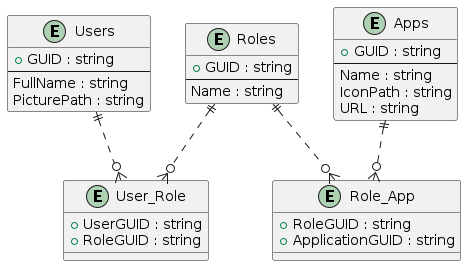 E Users
GUID : string
FullName : string
PicturePath : string
E Roles
GUID : string
Name : string
E Apps
GUID : string
Name : string
IconPath : string
URL : string
E User_Role
UserGUID : string
RoleGUID : string
E Role_App
RoleGUID : string
ApplicationGUID : string